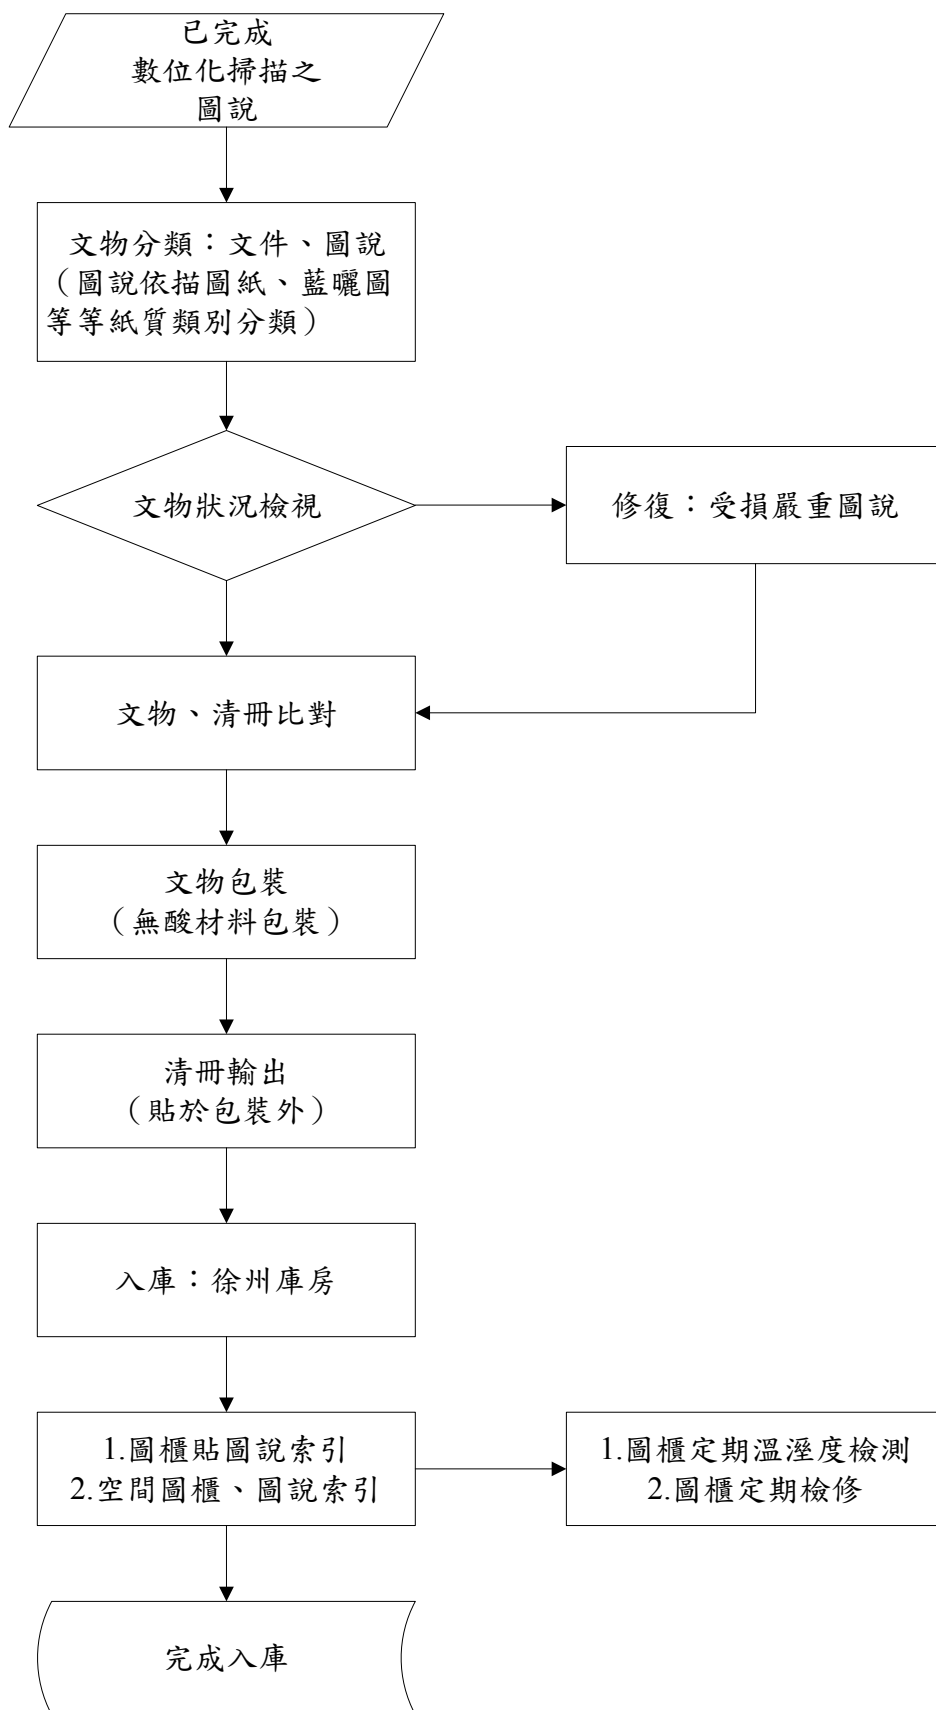 已完成
數位化掃描之
圖說
文物分類：文件、圖說
（圖說依描圖紙、藍曬圖
等等紙質類別分類）
文物狀況檢視
修復：受損嚴重圖說
文物、清冊比對
文物包裝
（無酸材料包裝）
清冊輸出
（貼於包裝外）
入庫：徐州庫房
1.圖櫃貼圖說索引
2.空間圖櫃、圖說索引
1.圖櫃定期溫溼度檢測
2.圖櫃定期檢修
完成入庫